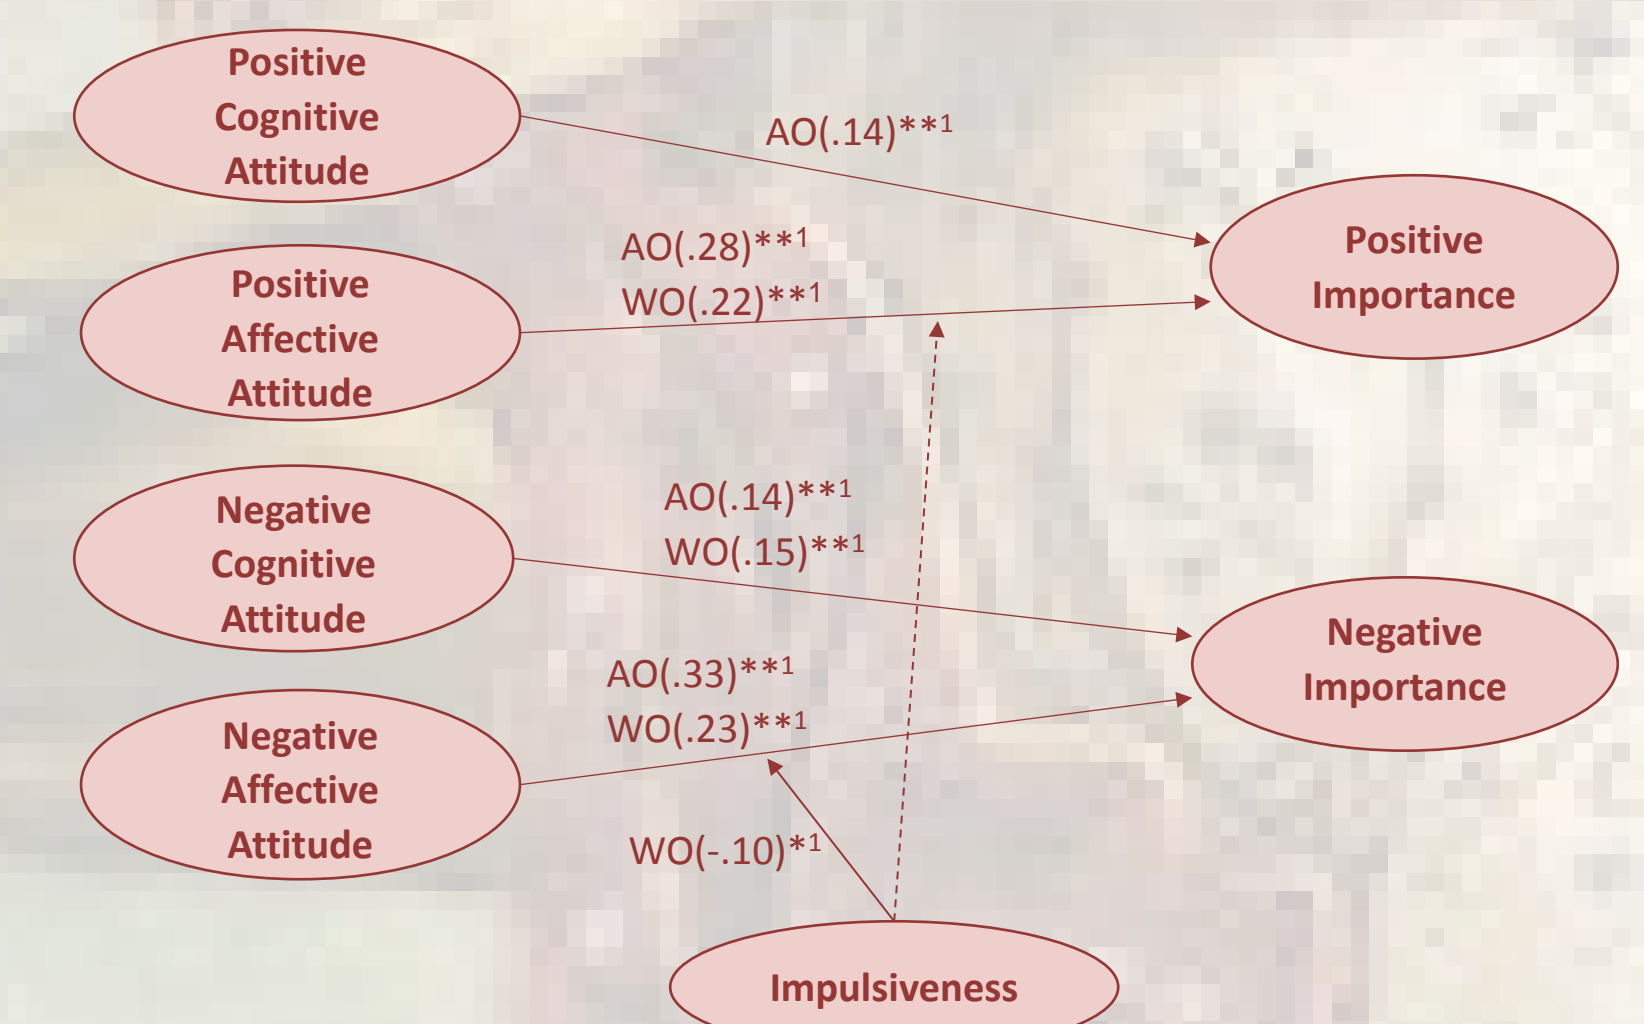 Positive
Cognitive
Attitude
AO(.14)**1
Positive
Importance
Positive
Affective
Attitude
AO(.28)**1
WO(.22)**1
Negative
Cognitive
Attitude
AO(.14)**1
WO(.15)**1
Negative
Importance
Negative
Affective
Attitude
AO(.33)**1
WO(.23)**1
WO(-.10)*1
Impulsiveness